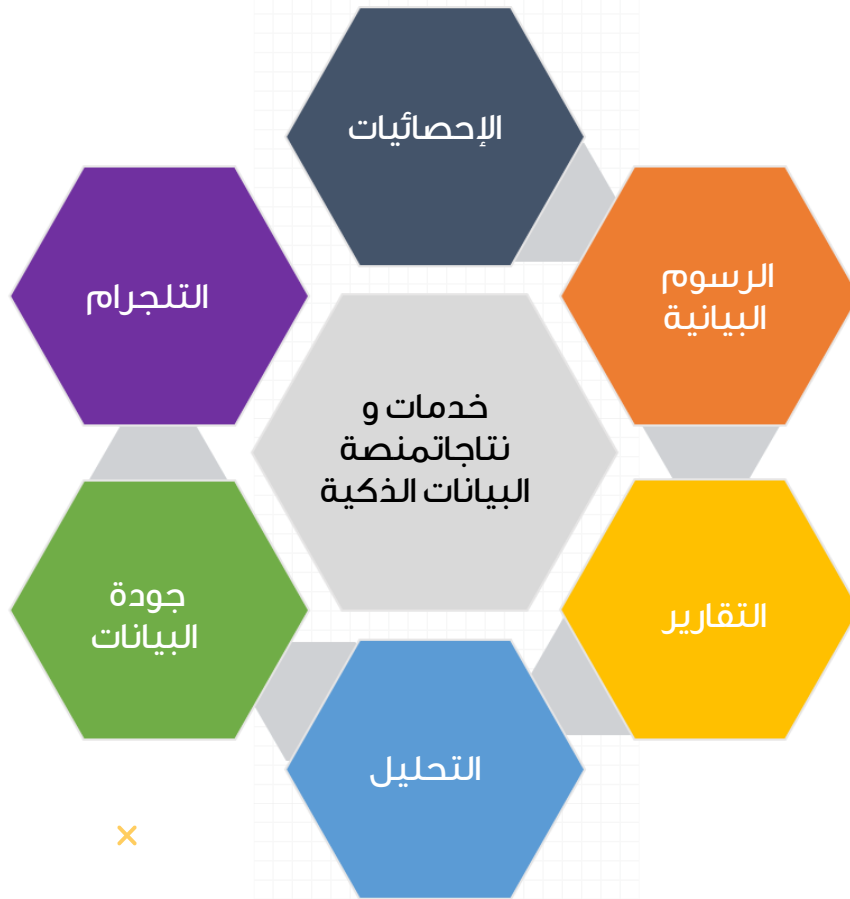 الإحصائيات
الرسوم
البيانية
التلجرام
خدمات و
نتاجاتمنصة
البيانات الذكية
جودة
البيانات
التقارير
التحليل